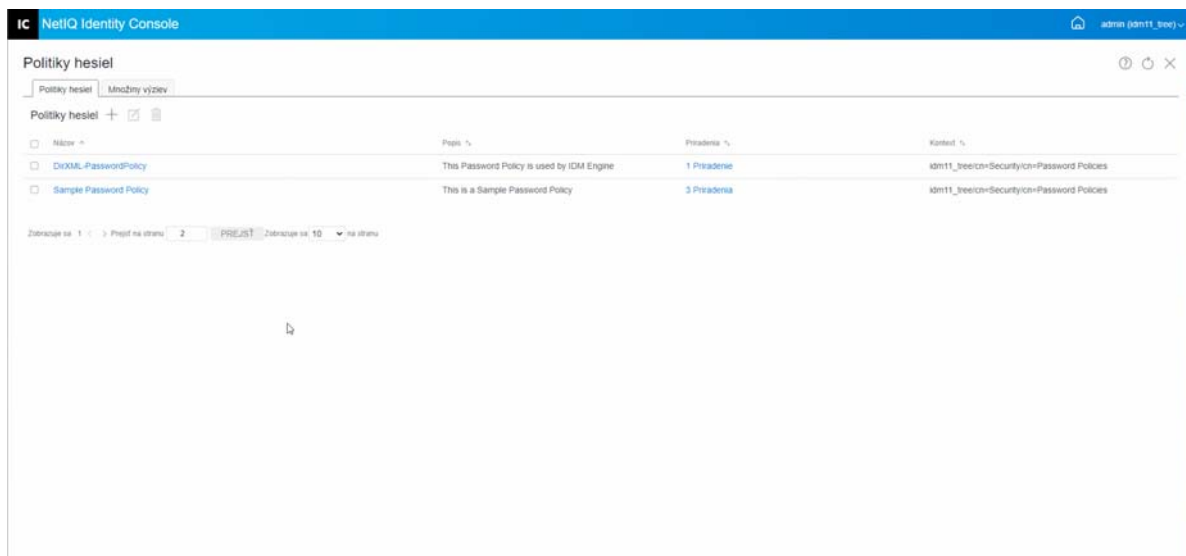 IC NetIQ Identity Console admin (idm11_tree)
Politiky hesiel
Politiky hesiel Množiny výziev
Politiky hesiel
Názov Popis Priradenia Kontext
DirXML-PasswordPolicy This Password Policy is used by IDM Engine 1 Priradenie idm11_tree/cn=Security/cn=Password Policies
Sample Password Policy This is a Sample Password Policy 3 Priradenia idm11_tree/cn=Security/cn=Password Policies
Zobrazuje sa 1 < > Prejsť na stranu 2 PREJSŤ Zobrazuje sa 10 na stranu